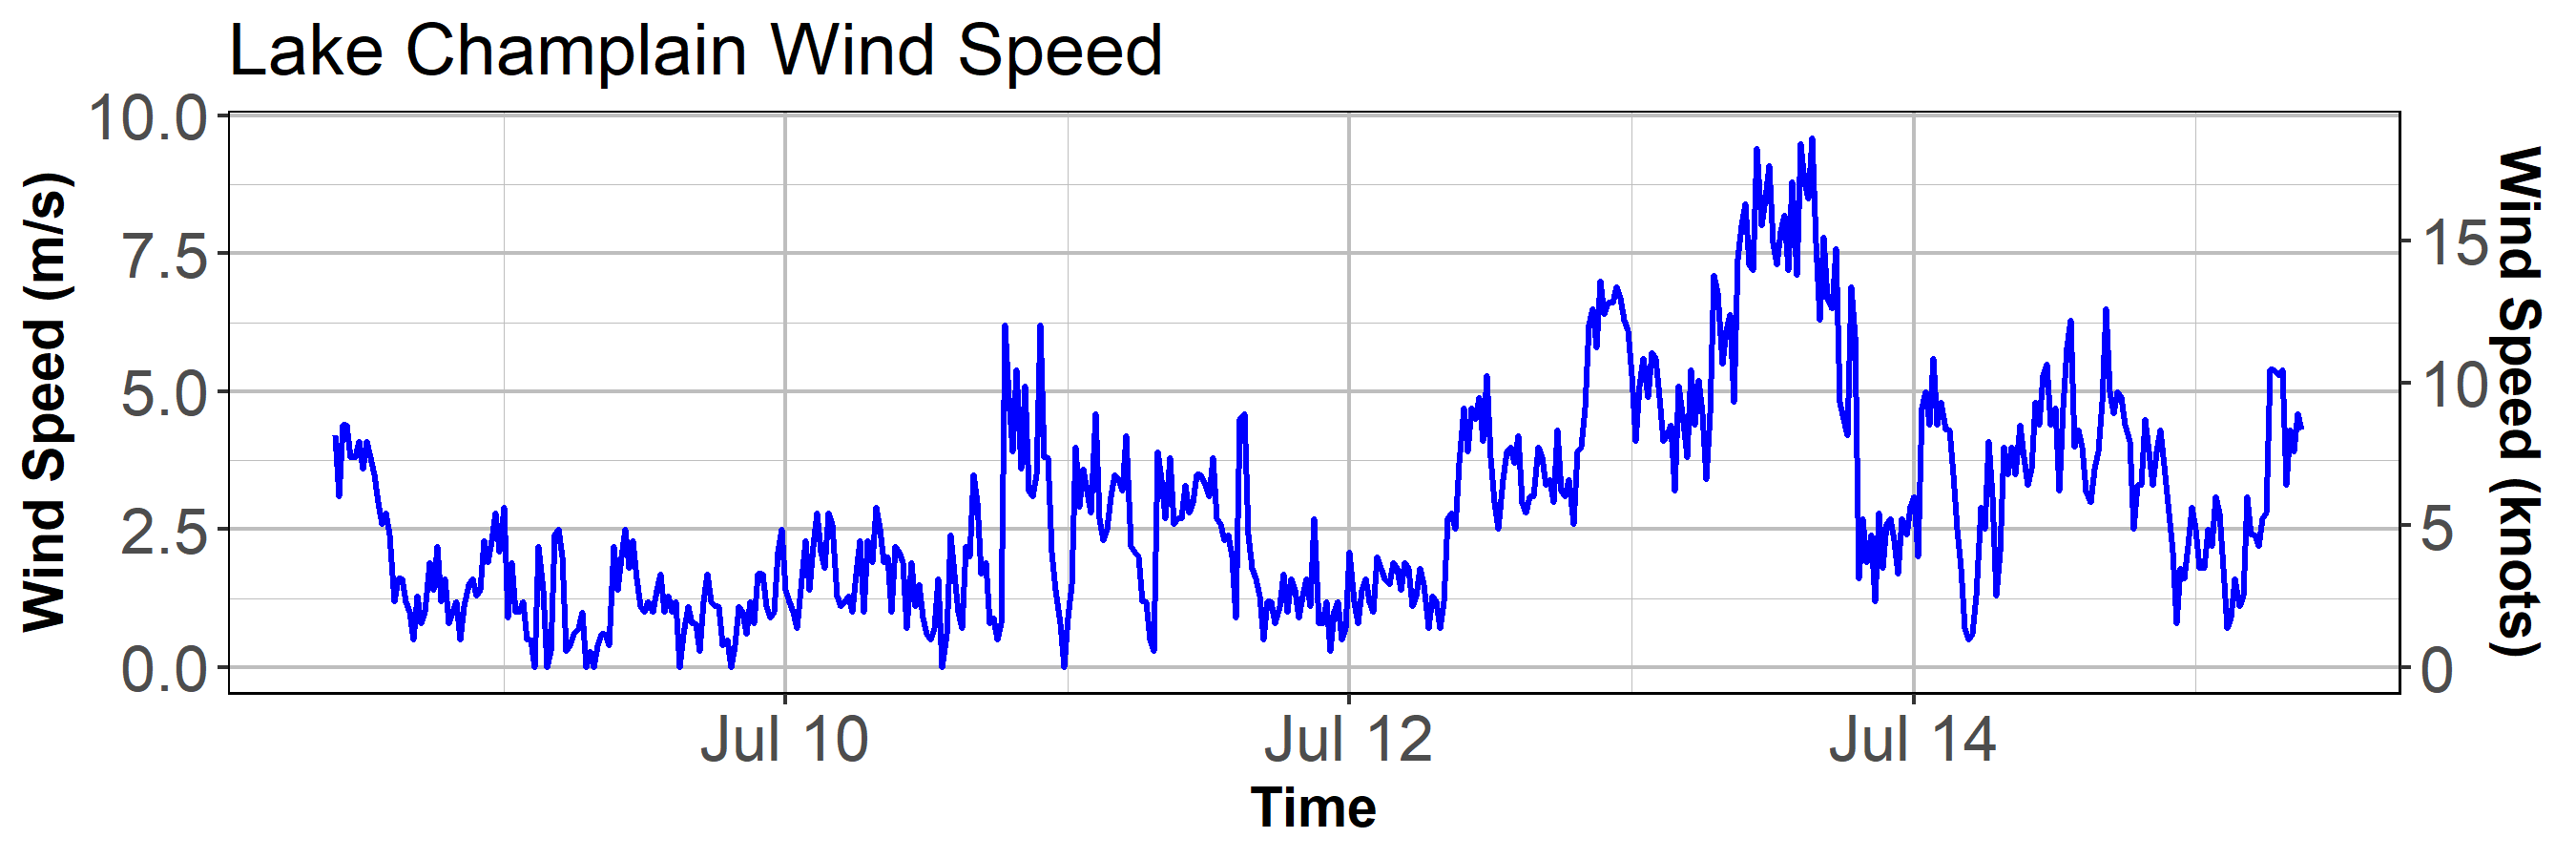 Lake Champlain Wind Speed
Wind Speed (m/s)
10.0
7.5
5.0
2.5
0.0
15
10
5
0
Wind Speed (knots)
Jul 10
Jul 12
Jul 14
Time